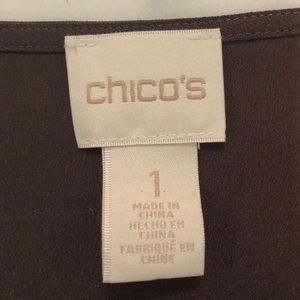 chico's
1
MADE IN
CHINA
HECHO EN
CHINA
FABRIQUÉ EN
CHINE